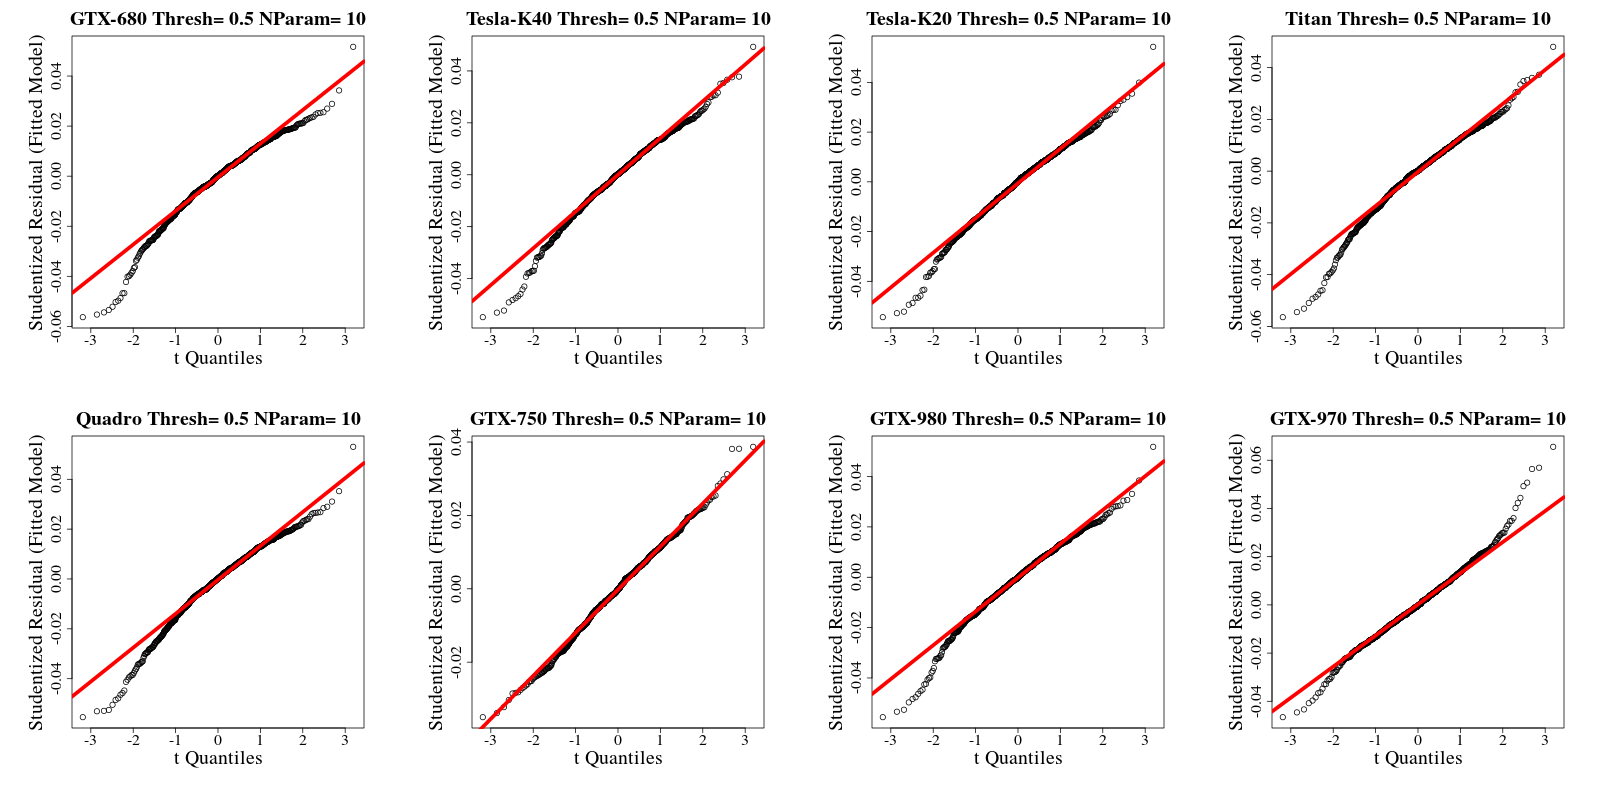 GTX-680 Thresh= 0.5 NParam= 10
Studentized Residual (Fitted Model)
-0.06 -0.04 -0.02 0.00 0.02 0.04
-3 -2 -1 0 1 2 3
t Quantiles
Tesla-K40 Thresh= 0.5 NParam= 10
Studentized Residual (Fitted Model)
-0.04 -0.02 0.00 0.02 0.04
-3 -2 -1 0 1 2 3
t Quantiles
Tesla-K20 Thresh= 0.5 NParam= 10
Studentized Residual (Fitted Model)
-0.04 -0.02 0.00 0.02 0.04
-3 -2 -1 0 1 2 3
t Quantiles
Titan Thresh= 0.5 NParam= 10
Studentized Residual (Fitted Model)
-0.06 -0.04 -0.02 0.00 0.02 0.04
-3 -2 -1 0 1 2 3
t Quantiles
Quadro Thresh= 0.5 NParam= 10
Studentized Residual (Fitted Model)
-0.04 -0.02 0.00 0.02 0.04
-3 -2 -1 0 1 2 3
t Quantiles
GTX-750 Thresh= 0.5 NParam= 10
Studentized Residual (Fitted Model)
-0.02 0.00 0.02 0.04
-3 -2 -1 0 1 2 3
t Quantiles
GTX-980 Thresh= 0.5 NParam= 10
Studentized Residual (Fitted Model)
-0.04 -0.02 0.00 0.02 0.04
-3 -2 -1 0 1 2 3
t Quantiles
GTX-970 Thresh= 0.5 NParam= 10
Studentized Residual (Fitted Model)
-0.04 -0.02 0.00 0.02 0.04 0.06
-3 -2 -1 0 1 2 3
t Quantiles